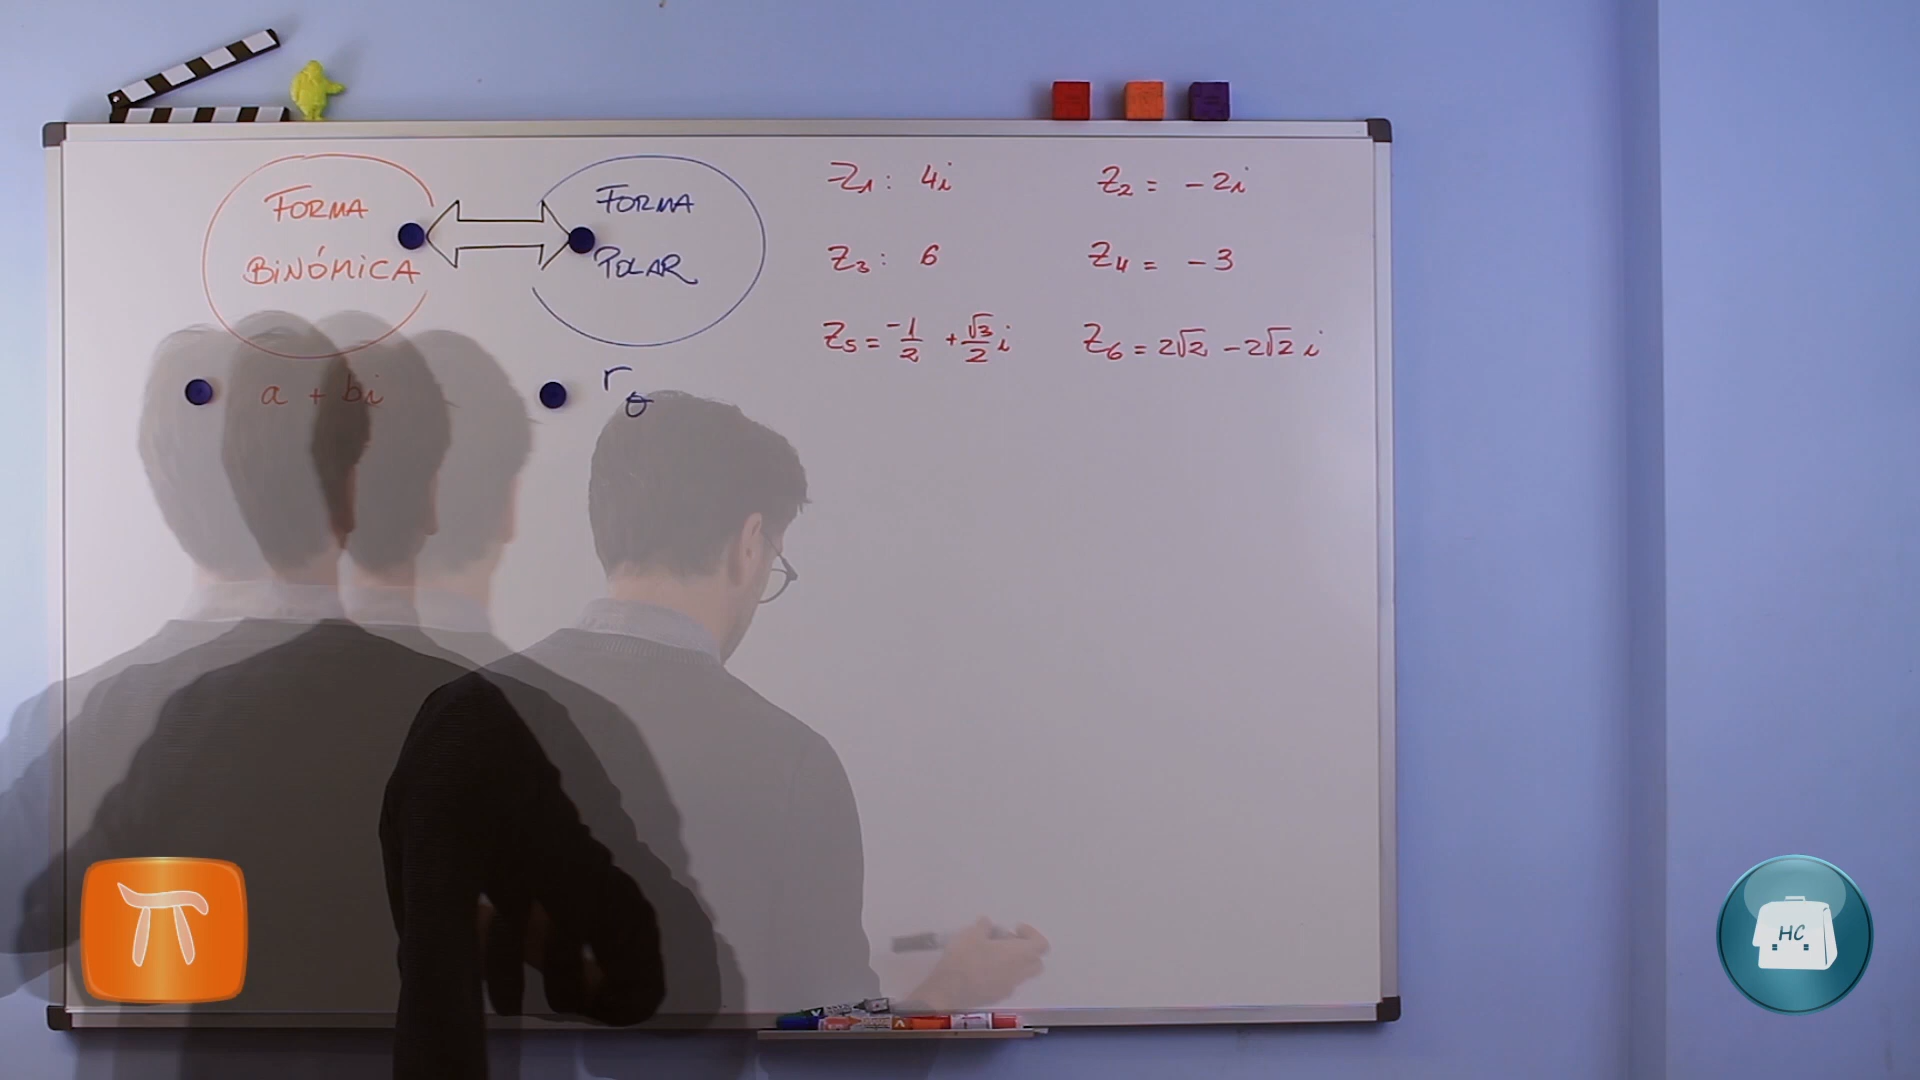 FORMA
BINÓMICA
FORMA
POLAR
a + bi
r_θ
Z₁: 4i
Z₂ = -2i
Z₃: 6
Z₄ = -3
Z₅ = -1/2 + √3/2 i
Z₆ = 2√2 - 2√2 i
π
HC